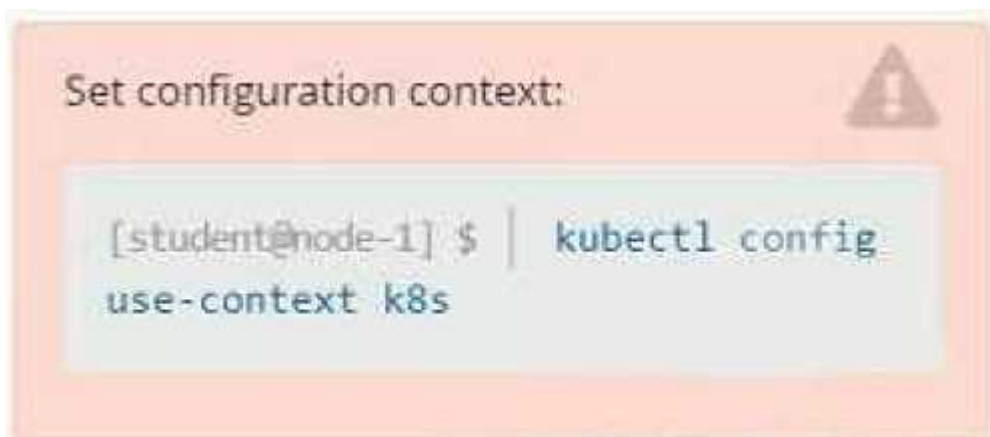 Set configuration context:
[student@node-1] $ | kubectl config
use-context k8s